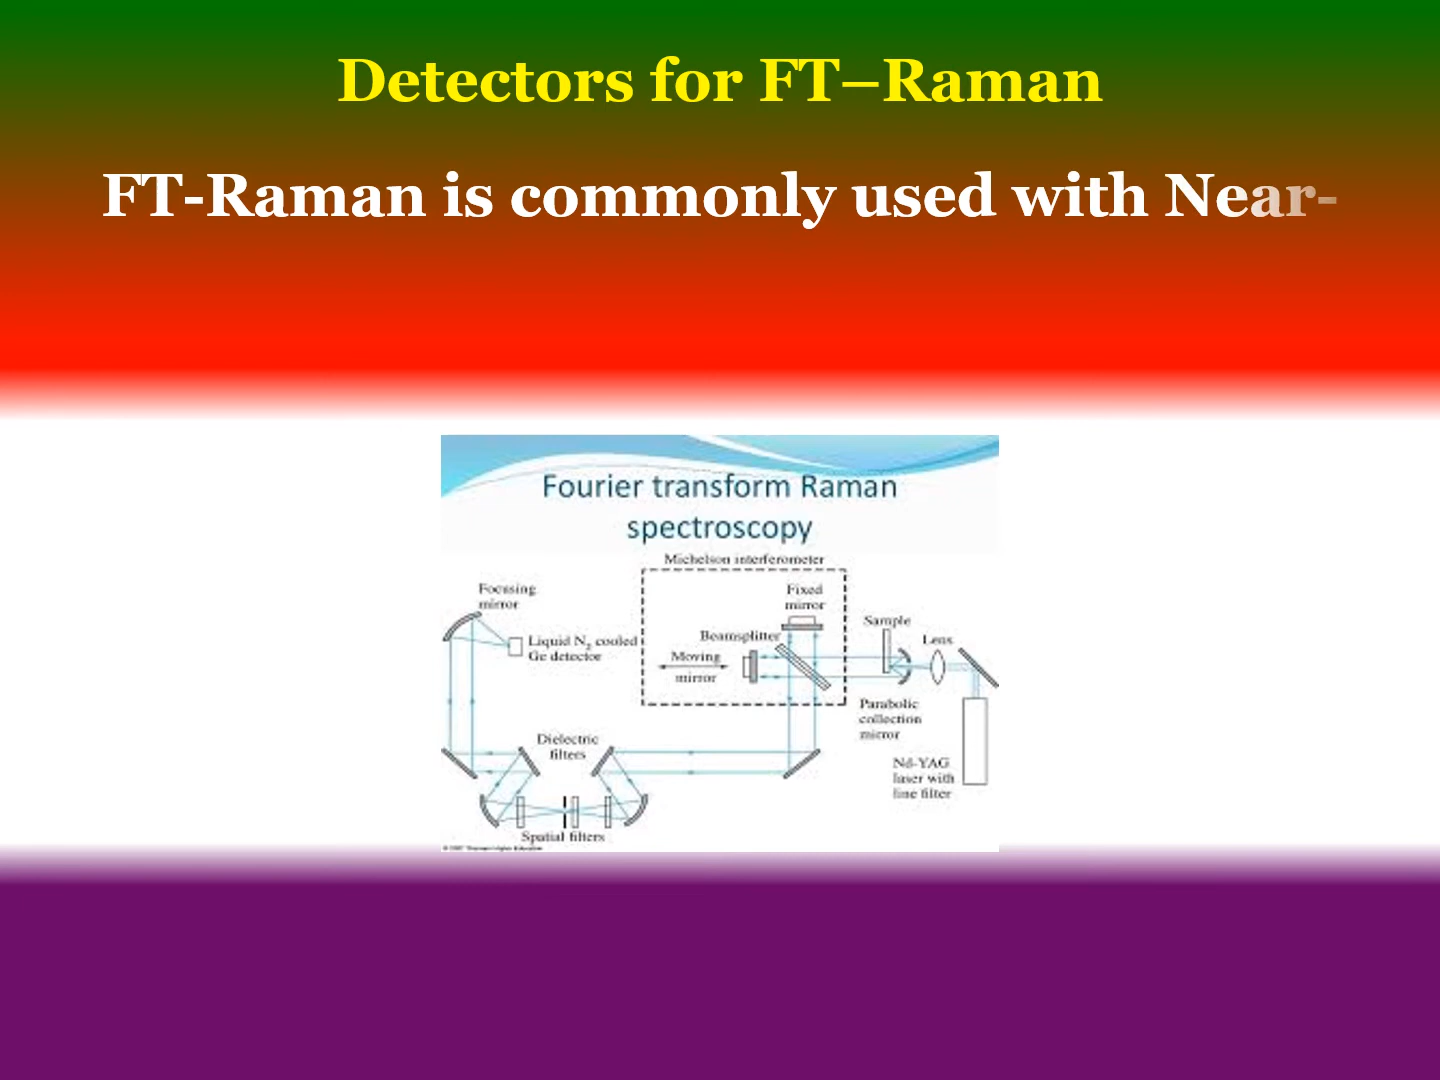 Detectors for FT–Raman
FT-Raman is commonly used with Near-
Fourier transform Raman
spectroscopy
Michelson interferometer
Focusing
mirror
Fixed
mirror
Sample
Liquid N2 cooled
Ge detector
Beamsplitter
Lens
Moving
mirror
Parabolic
collection
mirror
Dielectric
filters
Nd-YAG
laser with
line filter
Spatial filters